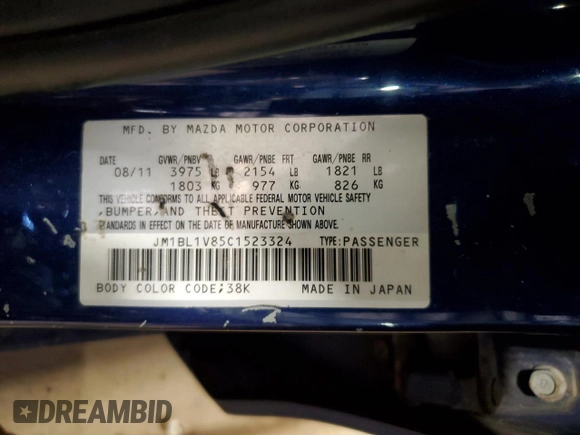 MFD. BY MAZDA MOTOR CORPORATION
DATE GVWR/PNBV GAWR/PNBE FRT GAWR/PNBE RR
08/11 3975 LB 2154 LB 1821 LB
1803 KG 977 KG 826 KG
THIS VEHICLE CONFORMS TO ALL APPLICABLE FEDERAL MOTOR VEHICLE SAFETY
BUMPER, AND THEFT PREVENTION
STANDARDS IN EFFECT ON THE DATE OF MANUFACTURE SHOWN ABOVE.
JM1BL1V85C1523324 TYPE:PASSENGER
BODY COLOR CODE;38K MADE IN JAPAN
DREAMBID